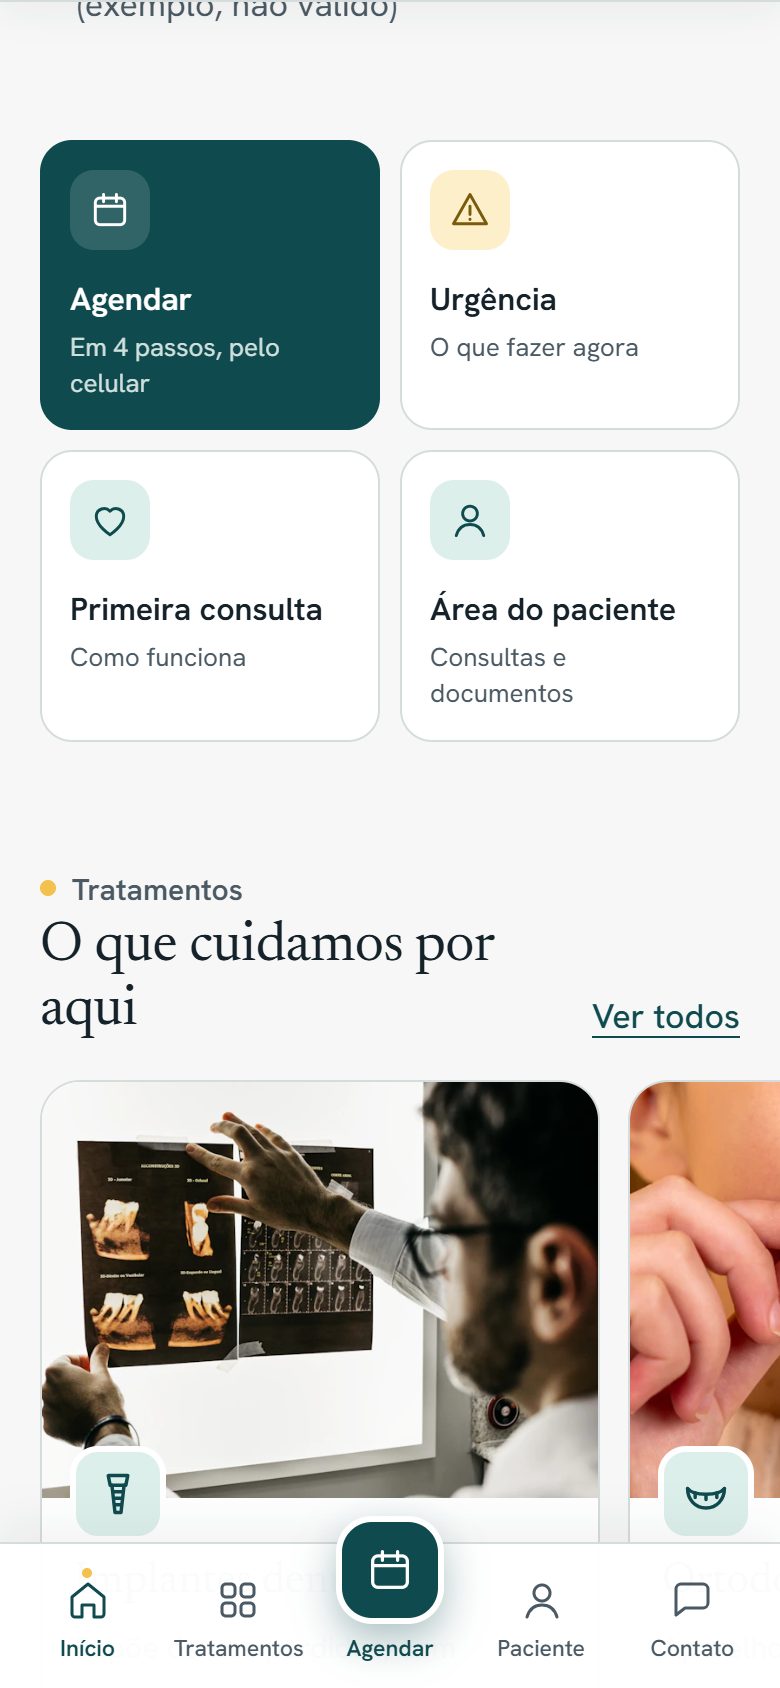 (exemplo, não válido)
Agendar
Em 4 passos, pelo
celular
Urgência
O que fazer agora
Primeira consulta
Como funciona
Área do paciente
Consultas e
documentos
Tratamentos
O que cuidamos por
aqui
Ver todos
Início
Tratamentos
Agendar
Paciente
Contato